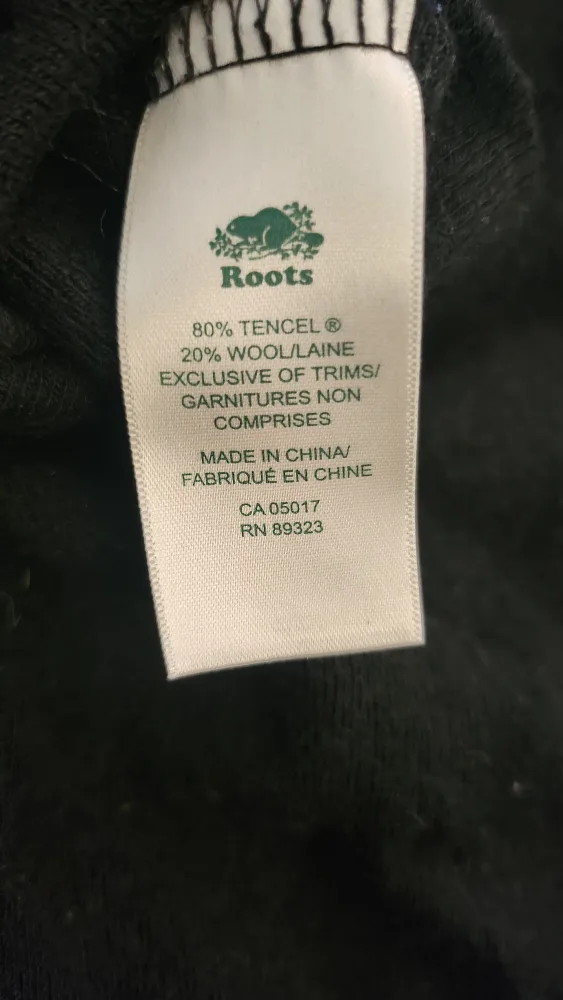 Roots
80% TENCEL ®
20% WOOL/LAINE
EXCLUSIVE OF TRIMS/
GARNITURES NON
COMPRISES
MADE IN CHINA/
FABRIQUÉ EN CHINE
CA 05017
RN 89323